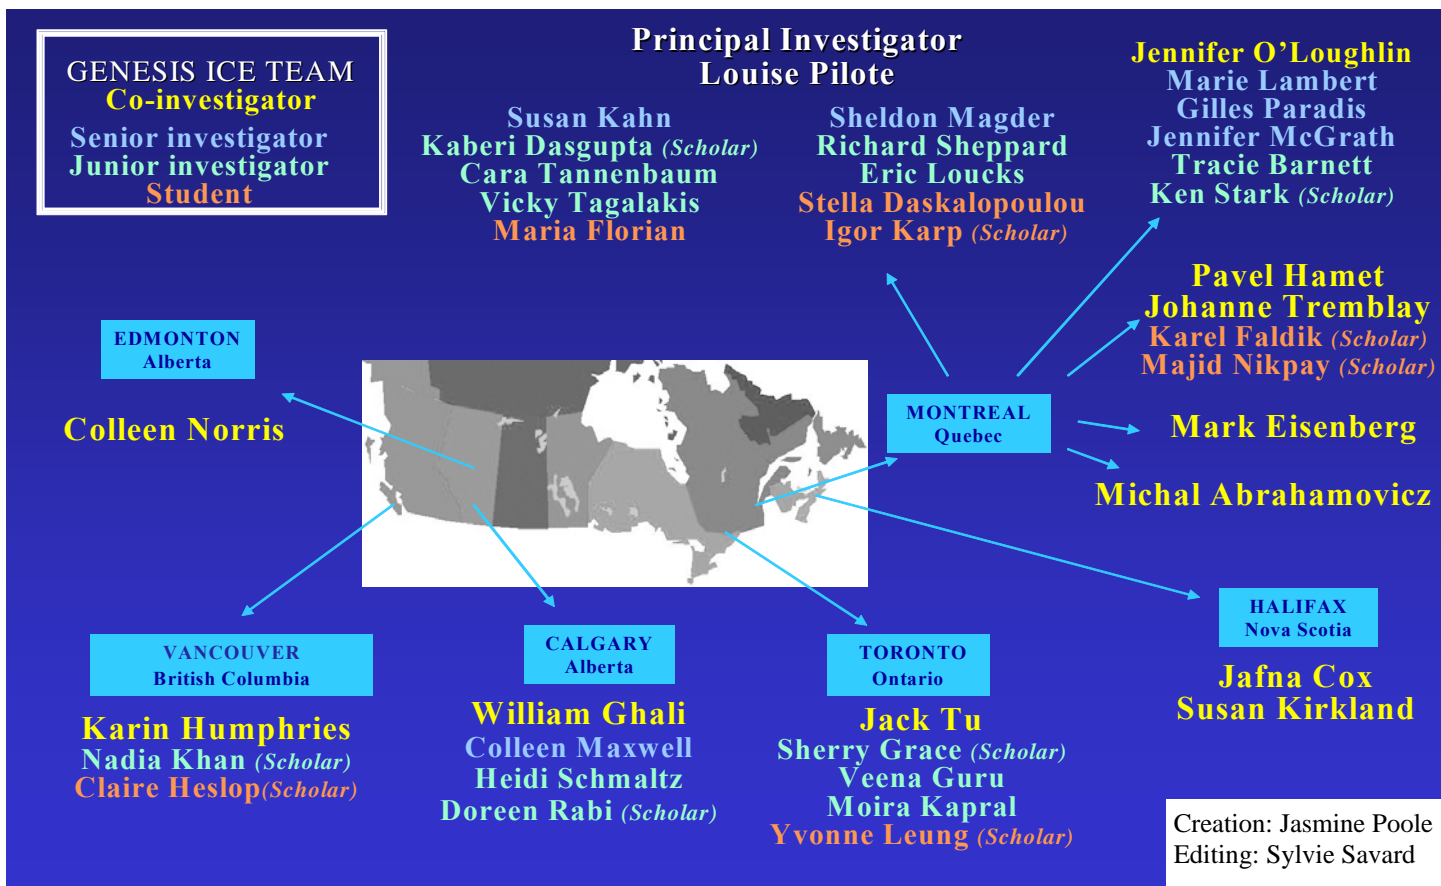 GENESIS ICE TEAM
Co-investigator
Senior investigator
Junior investigator
Student
Principal Investigator
Louise Pilote
Susan Kahn
Kaberi Dasgupta (Scholar)
Cara Tannenbaum
Vicky Tagalakis
Maria Florian
Sheldon Magder
Richard Sheppard
Eric Loucks
Stella Daskalopoulou
Igor Karp (Scholar)
Jennifer O’Loughlin
Marie Lambert
Gilles Paradis
Jennifer McGrath
Tracie Barnett
Ken Stark (Scholar)
Pavel Hamet
Johanne Tremblay
Karel Faldik (Scholar)
Majid Nikpay (Scholar)
EDMONTON
Alberta
Colleen Norris
MONTREAL
Quebec
Mark Eisenberg
Michal Abrahamovicz
VANCOUVER
British Columbia
Karin Humphries
Nadia Khan (Scholar)
Claire Heslop(Scholar)
CALGARY
Alberta
William Ghali
Colleen Maxwell
Heidi Schmaltz
Doreen Rabi (Scholar)
TORONTO
Ontario
Jack Tu
Sherry Grace (Scholar)
Veena Guru
Moira Kapral
Yvonne Leung (Scholar)
HALIFAX
Nova Scotia
Jafna Cox
Susan Kirkland
Creation: Jasmine Poole
Editing: Sylvie Savard